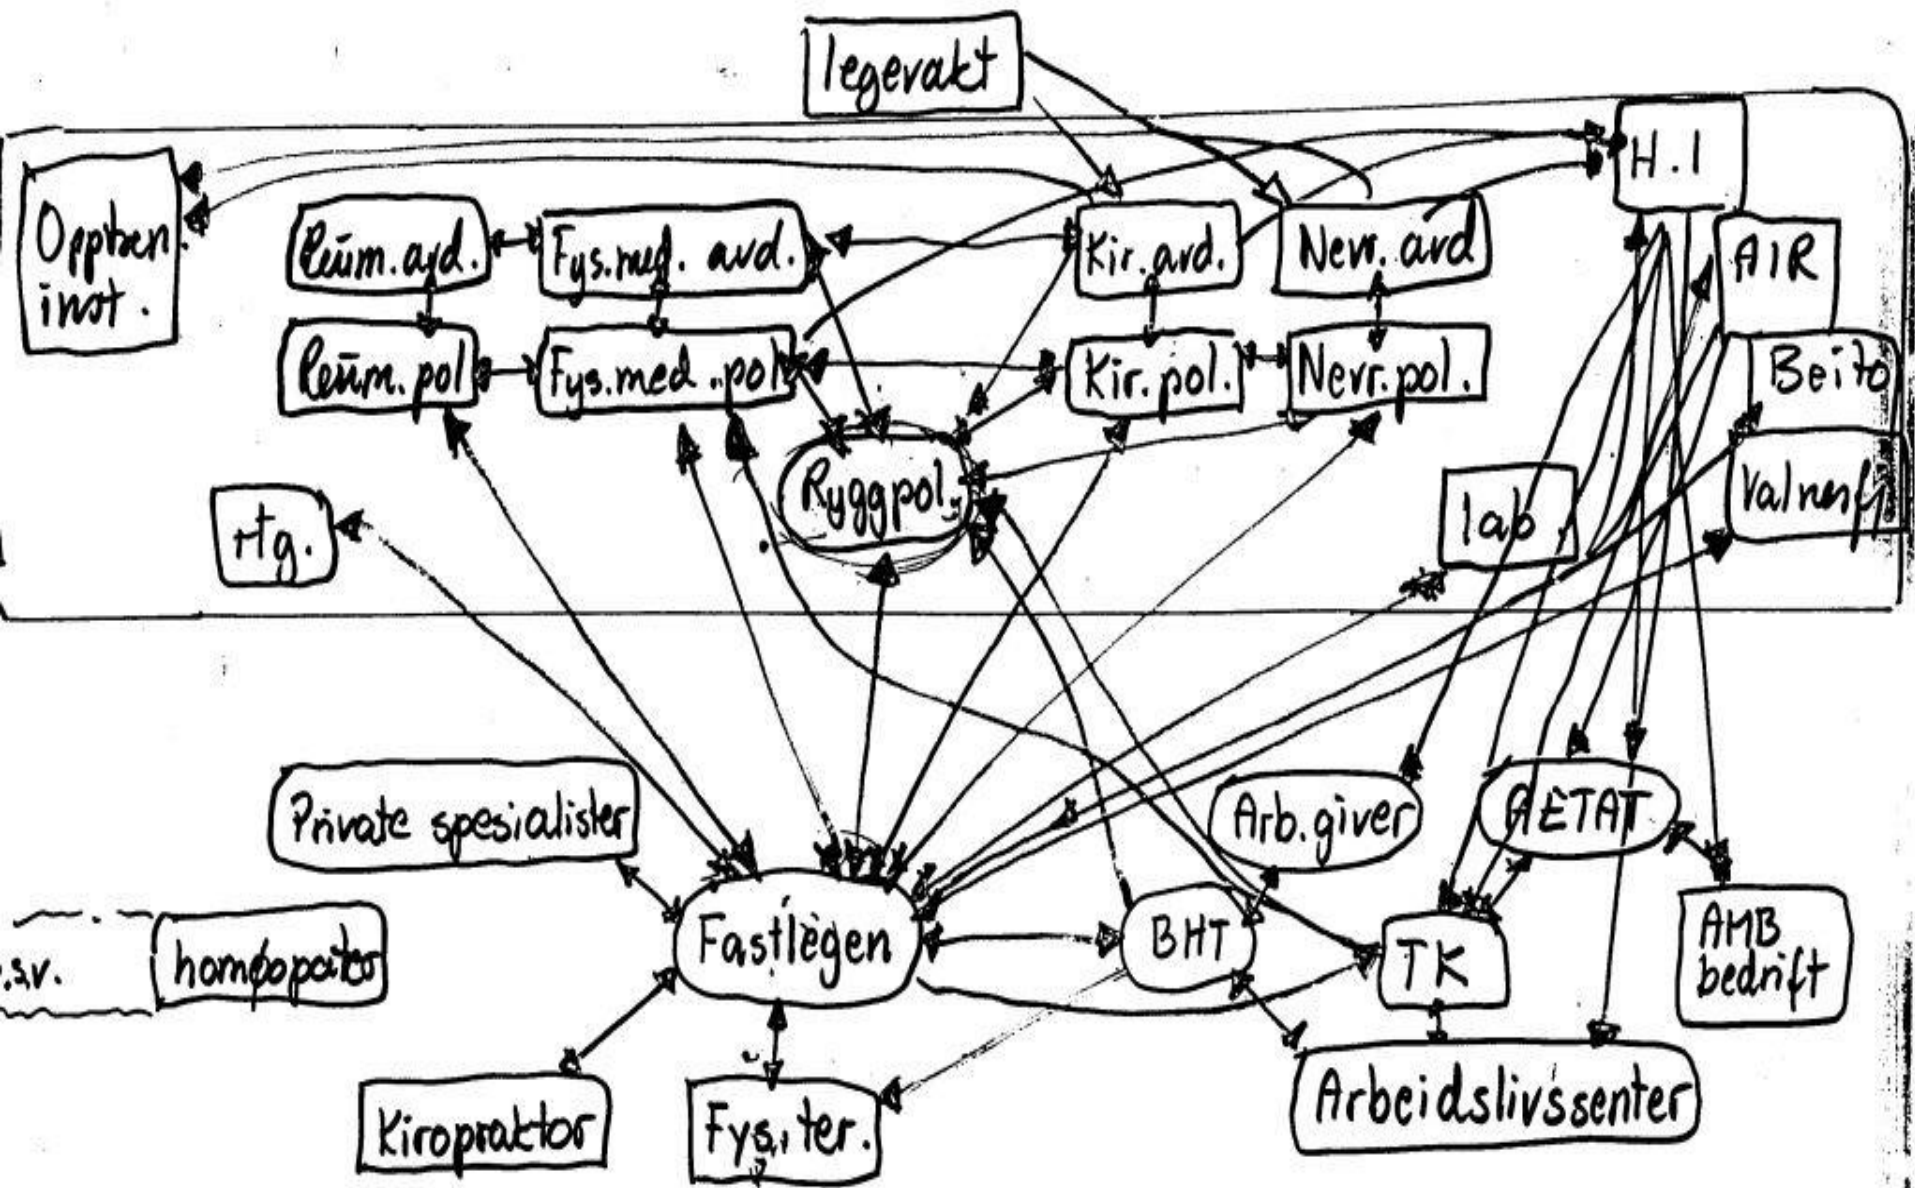 legevakt
H.I
Opptren.
inst.
Reum.avd.
Fys.med. avd.
Kir.avd.
Nevr.avd
AIR
Reum.pol
Fys.med.pol
Kir.pol.
Nevr.pol.
Beito
Ryggpol.
lab.
rtg.
Private spesialister
Arb.giver
AETAT
.sv.
homøopater
Fastlegen
BHT
TK
AMB
bedrift
Kiropraktor
Fys.ter.
Arbeidslivssenter